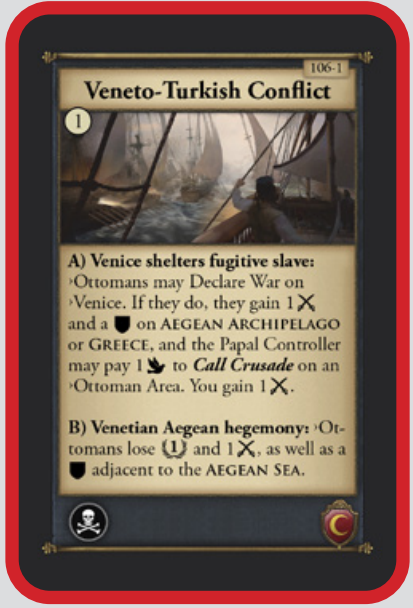 106-1
Veneto-Turkish Conflict
1
A) Venice shelters fugitive slave:
›Ottomans may Declare War on
›Venice. If they do, they gain 1
and a on AEGEAN ARCHIPELAGO
or GREECE, and the Papal Controller
may pay 1 to Call Crusade on an
›Ottoman Area. You gain 1.
B) Venetian Aegean hegemony: ›Ot-
tomans lose (1) and 1, as well as a
adjacent to the AEGEAN SEA.